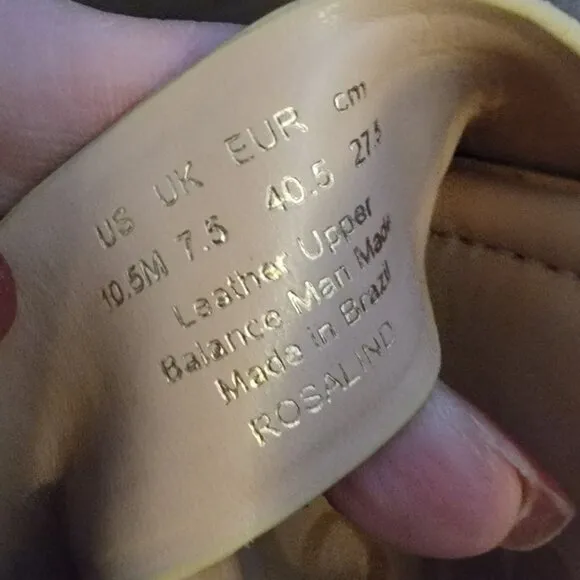 US UK EUR cm
10.5M 7.5 40.5 27.5
Leather Upper
Balance Man Made
Made in Brazil
ROSALIND